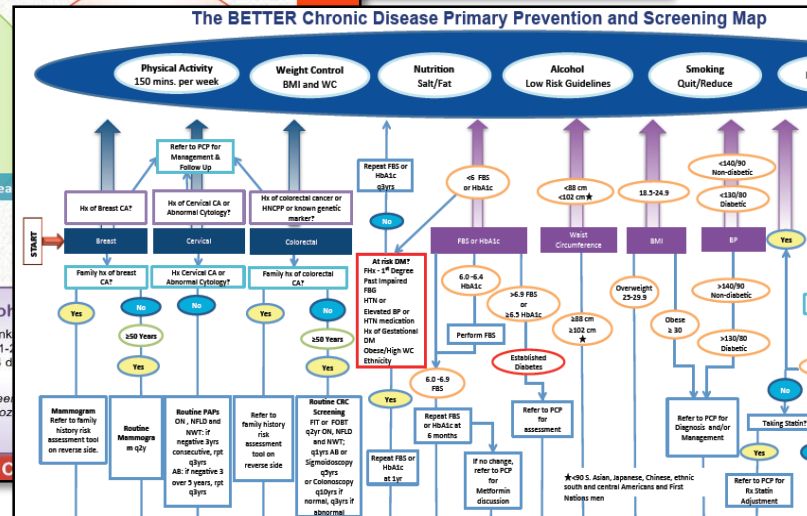 The BETTER Chronic Disease Primary Prevention and Screening Map
Physical Activity
150 mins. per week
Weight Control
BMI and WC
Nutrition
Salt/Fat
Alcohol
Low Risk Guidelines
Smoking
Quit/Reduce
Refer to PCP for
Management &
Follow Up
Repeat FBS or
HbA1c
q3yrs
<6 FBS
or HbA1c
<88 cm
<102 cm★
18.5-24.9
<140/90
Non-diabetic
<130/80
Diabetic
Hx of Breast CA?
Hx of Cervical CA or
Abnormal Cytology?
Hx of colorectal cancer or
HNCPP or known genetic
marker?
No
START
Breast
Cervical
Colorectal
FBS or HbA1c
Waist
Circumference
BMI
BP
Yes
Family hx of breast
CA?
Hx Cervical CA or
Abnormal Cytology?
Family hx of colorectal
CA?
At risk DM?
FHx - 1st Degree
Past Impaired
FBG
HTN or
Elevated BP or
HTN medication
Hx of Gestational
DM
Obese/High WC
Ethnicity
6.0 -6.4
HbA1c
>6.9 FBS
or
≥6.5 HbA1c
Overweight
25-29.9
>140/90
Non-diabetic
Yes
No
No
Yes
No
≥50 Years
≥50 Years
Perform FBS
≥88 cm
≥102 cm
★
Obese
≥ 30
>130/80
Diabetic
Yes
Yes
Established
Diabetes
6.0 -6.9
FBS
No
Yes
Mammogram
Refer to family
history risk
assessment tool
on reverse side.
Routine
Mammogra
m q2y
Routine PAPs
ON , NFLD and
NWT: if
negative 3yrs
consecutive, rpt
q3yrs
AB: if negative 3
over 5 years, rpt
q3yrs
Refer to
family history
risk
assessment
tool on
reverse side
Routine CRC
Screening
FIT or FOBT
q2yr ON, NFLD
and NWT;
q1yrs AB or
Sigmoidoscopy
q5yrs
or Colonoscopy
q10yrs if
normal, q3yrs if
abnormal
Repeat FBS or
HbA1c
at 1yr
Repeat FBS
or HbA1c at
6 months
If no change,
refer to PCP
for
Metformin
discussion
Refer to PCP
for
assessment
Refer to PCP for
Diagnosis and/or
Management
Taking Statin?
Yes
Refer to PCP for
Rx Statin
Adjustment
★<90 S. Asian, Japanese, Chinese, ethnic
south and central Americans and First
Nations men